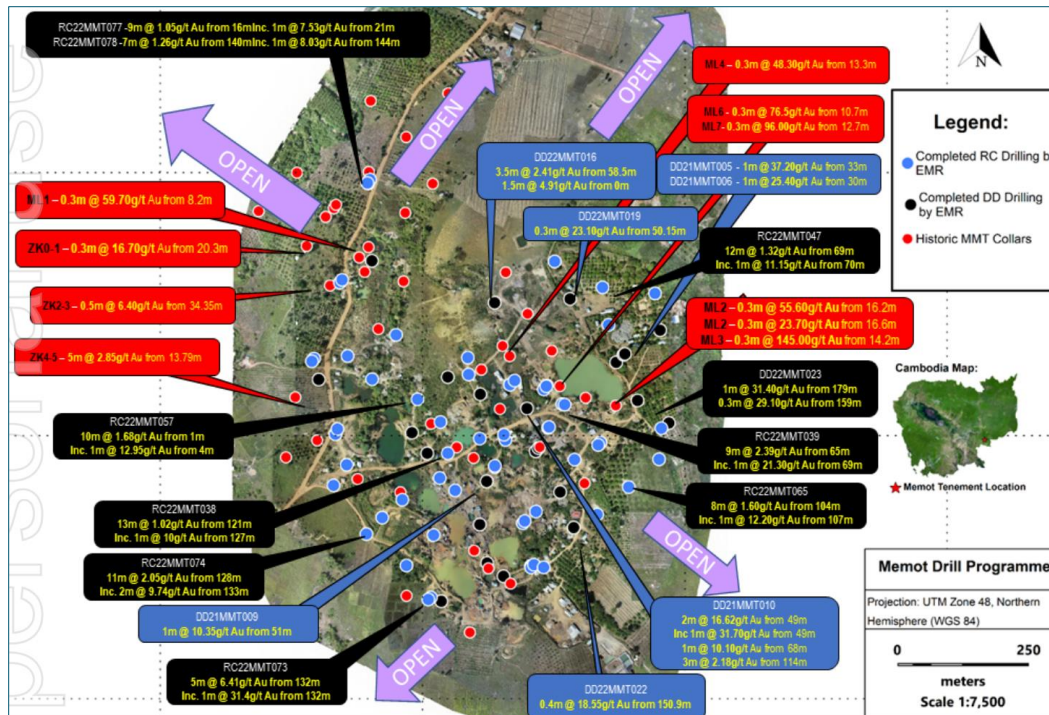 RC22MMT077 -9m @ 1.05g/t Au from 16m Inc. 1m @ 7.53g/t Au from 21m
RC22MMT078 -7m @ 1.26g/t Au from 140m Inc. 1m @ 8.03g/t Au from 144m
OPEN
OPEN
OPEN
ML4 – 0.3m @ 48.30g/t Au from 13.3m
ML6 - 0.3m @ 76.5g/t Au from 10.7m
ML7 -0.3m @ 96.00g/t Au from 12.7m
N
Legend:
Completed RC Drilling b
EMR
Completed DD Drilling
by EMR
Historic MMT Collars
DD22MMT016
3.5m @ 2.41g/t Au from 58.5m
1.5m @ 4.91g/t Au from 0m
DD21MMT005 - 1m @ 37.20g/t Au from 33m
DD21MMT006 - 1m @ 25.40g/t Au from 30m
ML1 – 0.3m @ 59.70g/t Au from 8.2m
DD22MMT019
0.3m @ 23.10g/t Au from 50.15m
ZK0-1 – 0.3m @ 16.70g/t Au from 20.3m
RC22MMT047
12m @ 1.32g/t Au from 69m
Inc. 1m @ 11.15g/t Au from 70m
ZK2-3 – 0.5m @ 6.40g/t Au from 34.35m
ML2 – 0.3m @ 55.60g/t Au from 16.2m
ML2 – 0.3m @ 23.70g/t Au from 16.6m
ML3 – 0.3m @ 145.00g/t Au from 14.2m
ZK4-5 – 5m @ 2.85g/t Au from 13.79m
DD22MMT023
1m @ 31.40g/t Au from 179m
0.3m @ 29.10g/t Au from 159m
Cambodia Map:
Memot Tenement Location
RC22MMT057
10m @ 1.68g/t Au from 1m
Inc. 1m @ 12.95g/t Au from 4m
RC22MMT039
9m @ 2.39g/t Au from 65m
Inc. 1m @ 21.30g/t Au from 69m
RC22MMT065
8m @ 1.60g/t Au from 104m
Inc. 1m @ 12.20g/t Au from 107m
RC22MMT038
13m @ 1.02g/t Au from 121m
Inc. 1m @ 10g/t Au from 127m
OPEN
RC22MMT074
11m @ 2.05g/t Au from 128m
Inc. 2m @ 9.74g/t Au from 133m
DD21MMT009
1m @ 10.35g/t Au from 51m
DD21MMT010
2m @ 16.62g/t Au from 49m
Inc 1m @ 31.70g/t Au from 49m
1m @ 10.10g/t Au from 68m
3m @ 2.18g/t Au from 114m
RC22MMT073
5m @ 6.41g/t Au from 132m
Inc. 1m @ 31.4g/t Au from 132m
OPEN
DD22MMT022
0.4m @ 18.55g/t Au from 150.9m
Memot Drill Programme
Projection: UTM Zone 48, Northern
Hemisphere (WGS 84)
0 250
meters
Scale 1:7,500